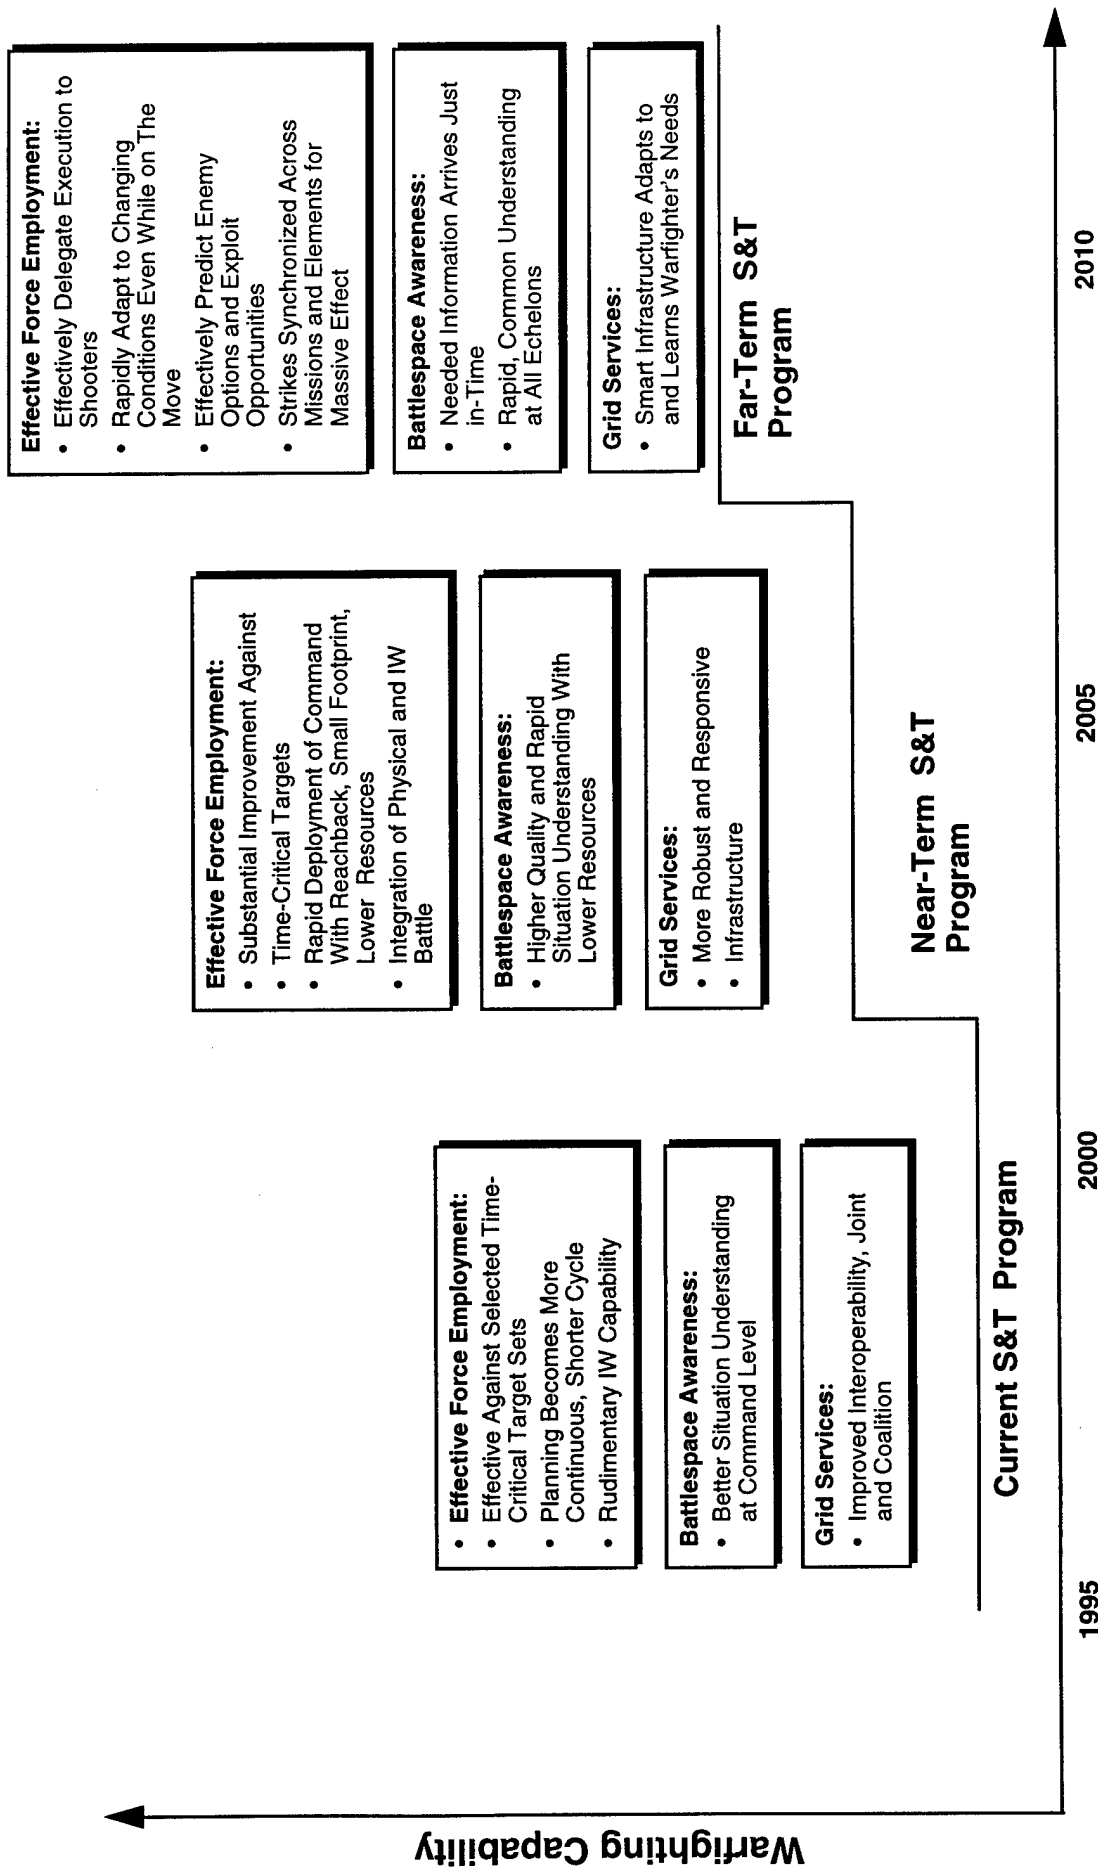 Warfighting Capability
• Effective Force Employment:
• Effective Against Selected Time-
Critical Target Sets
• Planning Becomes More
Continuous, Shorter Cycle
• Rudimentary IW Capability
Battlespace Awareness:
• Better Situation Understanding
at Command Level
Grid Services:
• Improved Interoperability, Joint
and Coalition
Current S&T Program
Effective Force Employment:
• Substantial Improvement Against
• Time-Critical Targets
• Rapid Deployment of Command
With Reachback, Small Footprint,
Lower Resources
• Integration of Physical and IW
Battle
Battlespace Awareness:
• Higher Quality and Rapid
Situation Understanding With
Lower Resources
Grid Services:
• More Robust and Responsive
• Infrastructure
Near-Term S&T
Program
Effective Force Employment:
• Effectively Delegate Execution to
Shooters
• Rapidly Adapt to Changing
Conditions Even While on The
Move
• Effectively Predict Enemy
Options and Exploit
Opportunities
• Strikes Synchronized Across
Missions and Elements for
Massive Effect
Battlespace Awareness:
• Needed Information Arrives Just
in-Time
• Rapid, Common Understanding
at All Echelons
Grid Services:
• Smart Infrastructure Adapts to
and Learns Warfighter's Needs
Far-Term S&T
Program
1995
2000
2005
2010